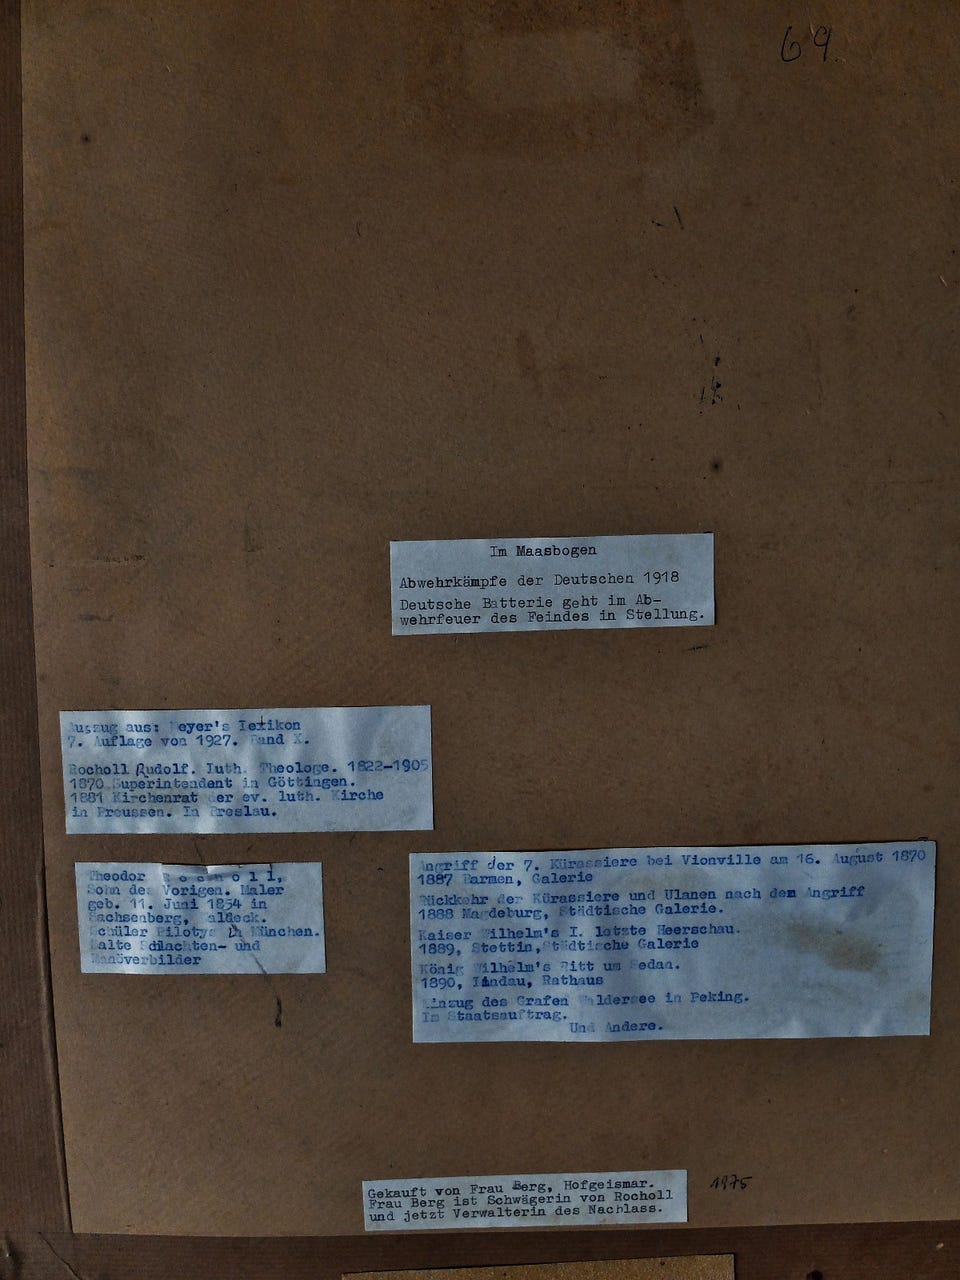 69.
Im Maasbogen
Abwehrkämpfe der Deutschen 1918
Deutsche Batterie geht im Ab-
wehrfeuer des Feindes in Stellung.
Auszug aus: Meyer's Lexikon
7. Auflage von 1927. Band X.
Rocholl Rudolf. luth. Theologe. 1822-1905
1870 Superintendent in Göttingen.
1881 Kirchenrat der ev. luth. Kirche
in Preussen. In Breslau.
Theodor R o c h o l l,
Sohn des Vorigen. Maler
geb. 11. Juni 1854 in
Sachsenberg, Waldeck.
Schüler Pilotys in München.
Malte Schlachten- und
Manöverbilder
Angriff der 7. Kürassiere bei Vionville am 16. August 1870
1887 Barmen, Galerie
Rückkehr der Kürassiere und Ulanen nach dem Angriff
1888 Magdeburg, Städtische Galerie.
Kaiser Wilhelm's I. letzte Heerschau.
1889, Stettin, Städtische Galerie
König Wilhelm's Ritt um Sedan.
1890, Lindau, Rathaus
Einzug des Grafen Waldersee in Peking.
Im Staatsauftrag.
Und Andere.
Gekauft von Frau Berg, Hofgeismar.
Frau Berg ist Schwägerin von Rocholl
und jetzt Verwalterin des Nachlass.
1975